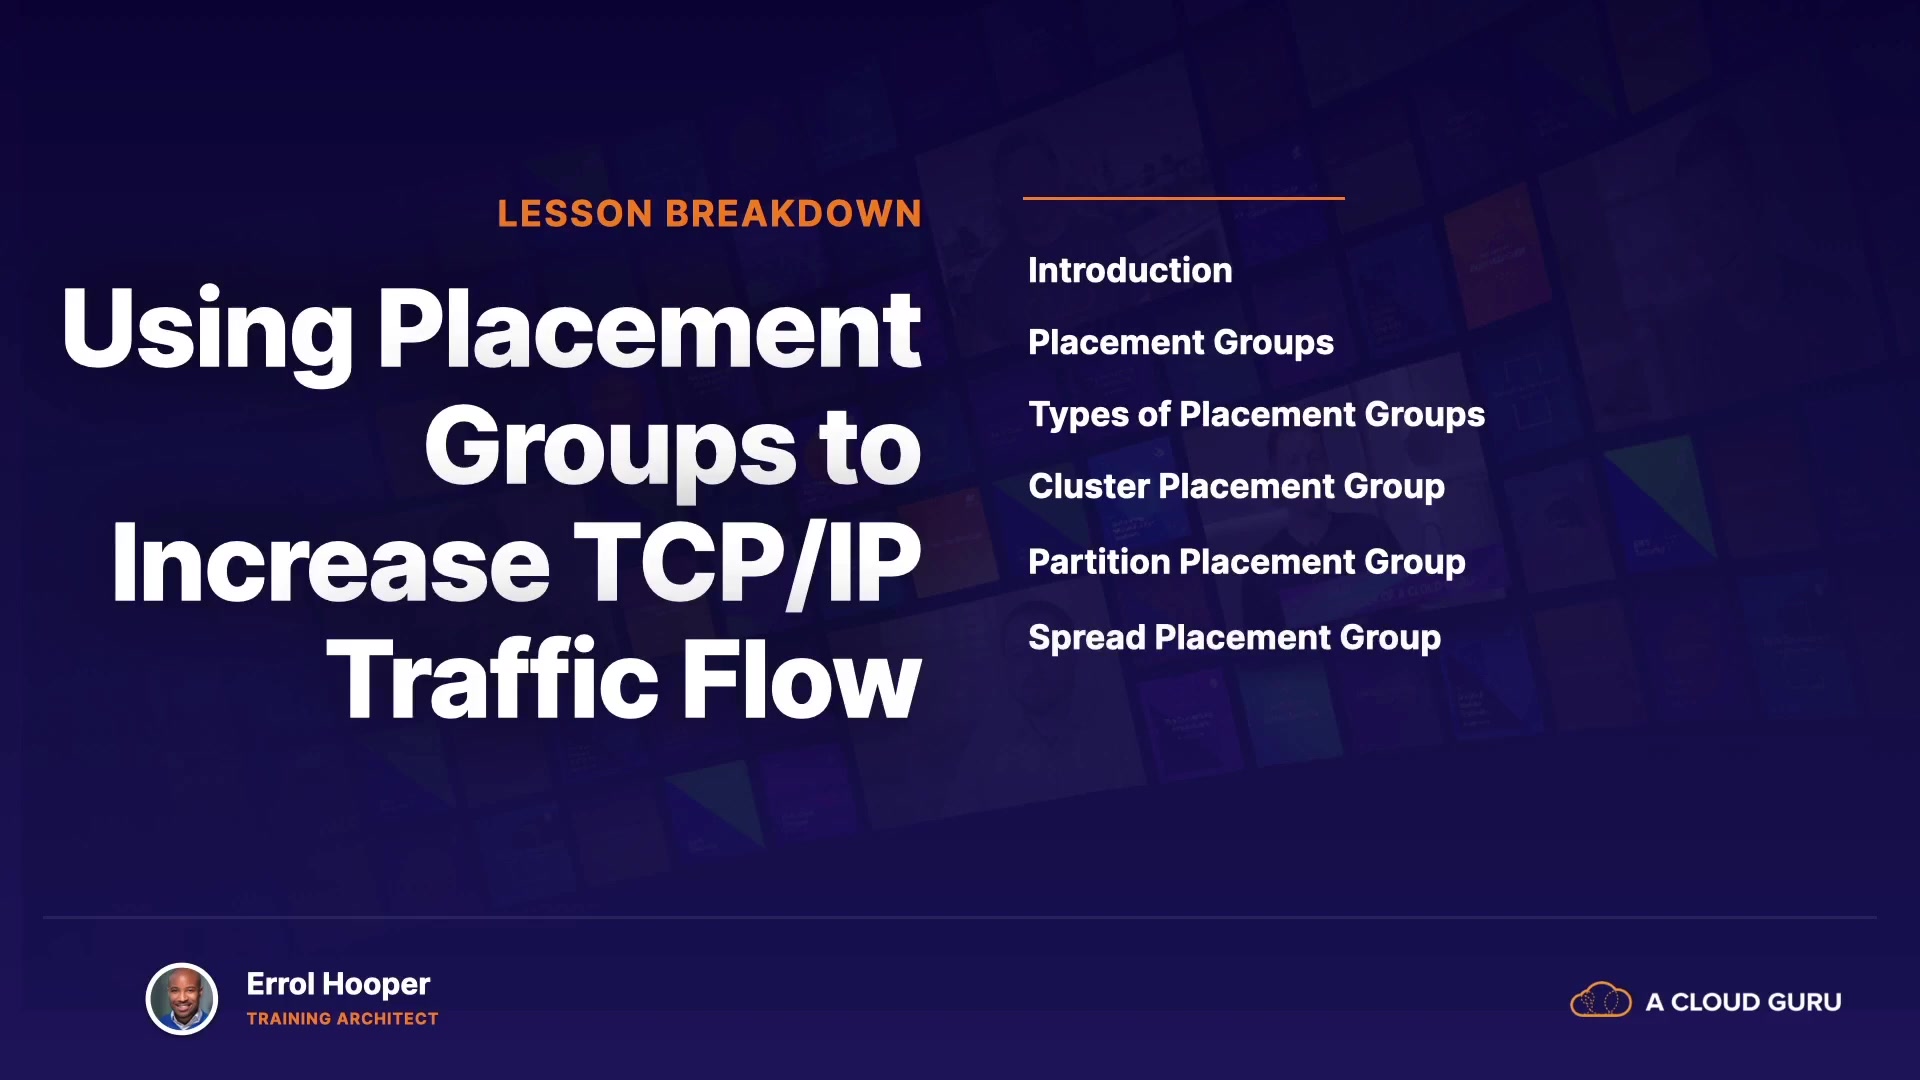 LESSON BREAKDOWN
Using Placement
Groups to
Increase TCP/IP
Traffic Flow
Introduction
Placement Groups
Types of Placement Groups
Cluster Placement Group
Partition Placement Group
Spread Placement Group
Errol Hooper
TRAINING ARCHITECT
A CLOUD GURU